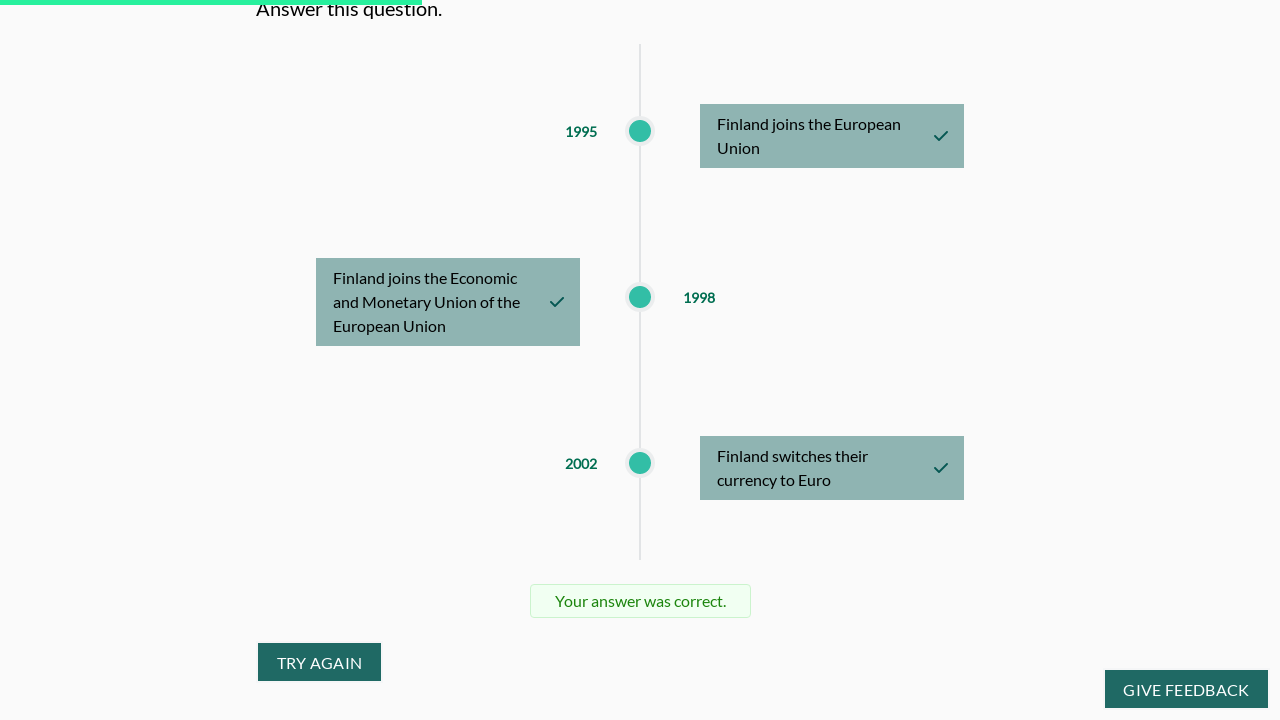 Answer this question.
1995
Finland joins the European
Union
Finland joins the Economic
and Monetary Union of the
European Union
1998
2002
Finland switches their
currency to Euro
Your answer was correct.
TRY AGAIN
GIVE FEEDBACK